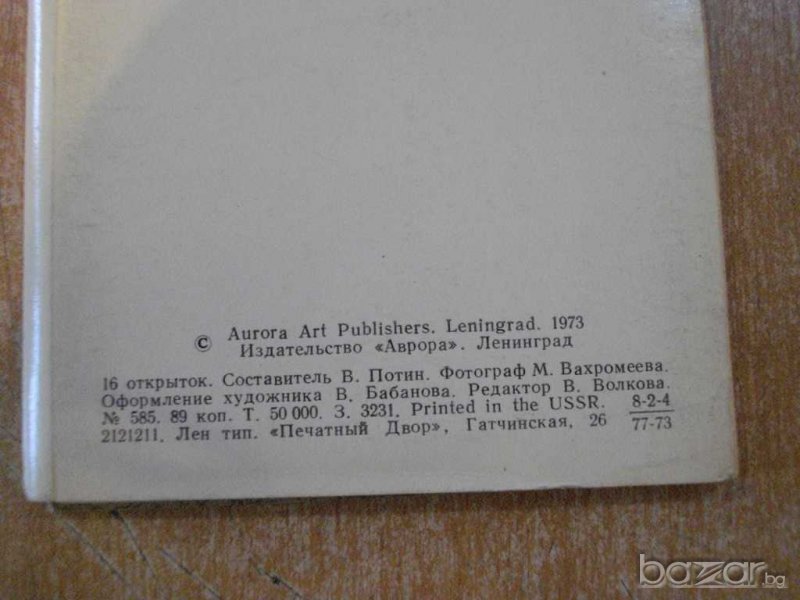 © Aurora Art Publishers. Leningrad. 1973
Издательство «Аврора». Ленинград
16 открыток. Составитель В. Потин. Фотограф М. Вахромеева.
Оформление художника В. Бабанова. Редактор В. Волкова.
№ 585. 89 коп. Т. 50 000. З. 3231. Printed in the USSR. 8-2-4
2121211. Лен тип. «Печатный Двор», Гатчинская, 26 77-73
bazar.bg